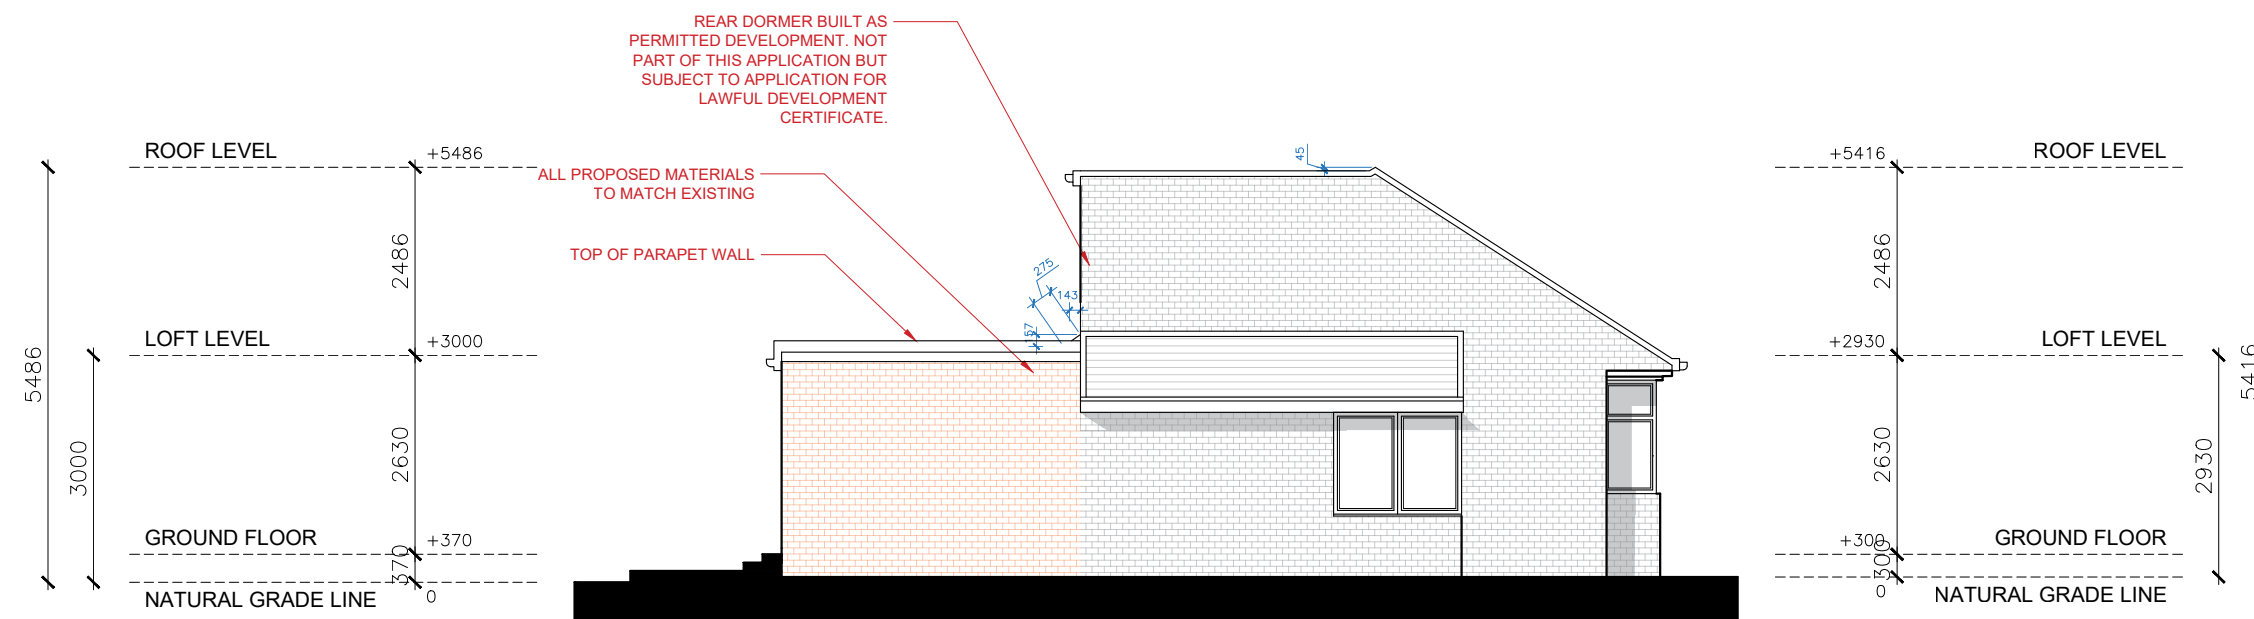 REAR DORMER BUILT AS
PERMITTED DEVELOPMENT. NOT
PART OF THIS APPLICATION BUT
SUBJECT TO APPLICATION FOR
LAWFUL DEVELOPMENT
CERTIFICATE.
ALL PROPOSED MATERIALS
TO MATCH EXISTING
TOP OF PARAPET WALL
ROOF LEVEL
+5486
2486
LOFT LEVEL
+3000
5486
3000
2630
GROUND FLOOR
+370
370
NATURAL GRADE LINE
0
45
275
143
157
+5416
ROOF LEVEL
2486
+2930
LOFT LEVEL
5416
2630
2930
+300
GROUND FLOOR
300
0
NATURAL GRADE LINE